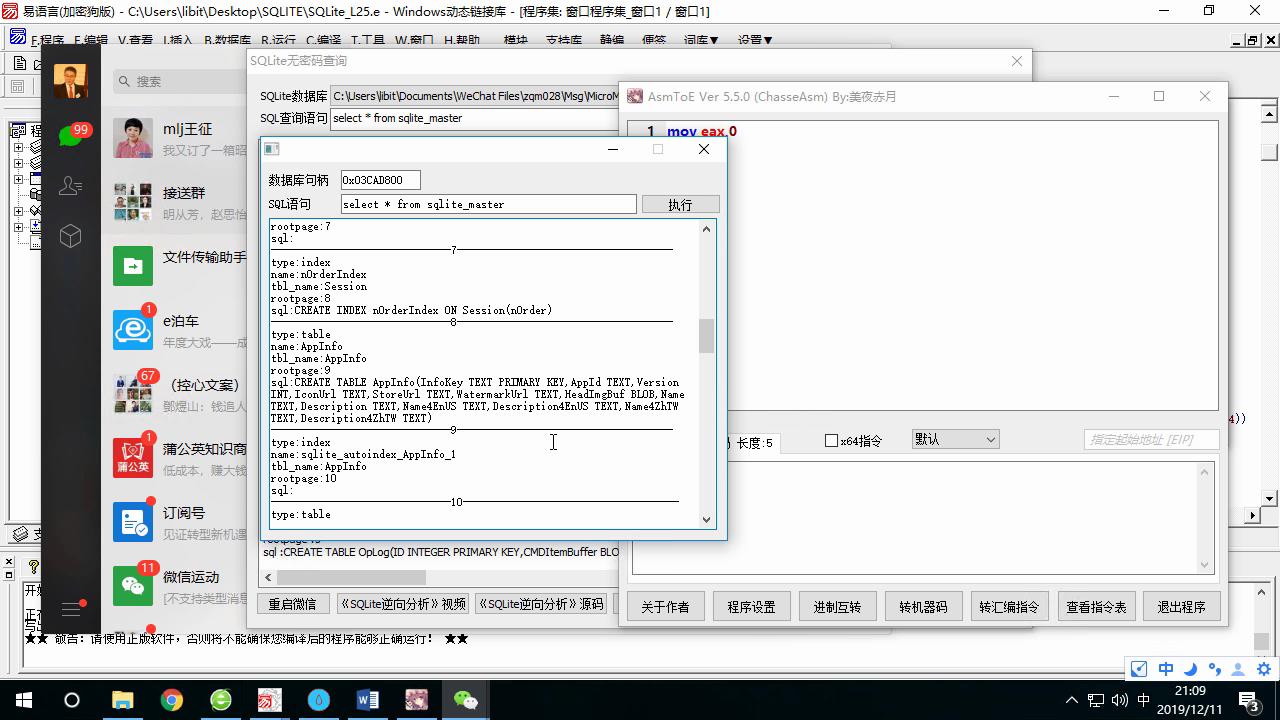 易语言(加密狗版) - C:\Users\libit\Desktop\SQLITE\SQLite_L25.e - Windows动态链接库 - [程序集: 窗口程序集_窗口1 / 窗口1]
F.程序 E.编辑 V.查看 I.插入 B.数据库 R.运行 C.编译 T.工具 W.窗口 H.帮助 模块 支持库 静编 便签 词库▼ 设置▼
搜索
99
mlj王征
我又订了一箱昭
接送群
明从芳, 赵思怡
文件传输助手
1
e泊车
年度大戏——成
67
（控心文案）
鄧煜山: 钱追人
1
蒲公英
蒲公英知识商
低成本，赚大钱
订阅号
见证转型新机遇
11
微信运动
[不支持类型消息
SQLite无密码查询
SQLite数据库 C:\Users\libit\Documents\WeChat Files\zqm028\Msg\MicroM
SQL查询语句 select * from sqlite_master
数据库句柄 0x03CAD800
SQL语句 select * from sqlite_master 执行
rootpage:7
sql:
7
type:index
name:nOrderIndex
tbl_name:Session
rootpage:8
sql:CREATE INDEX nOrderIndex ON Session(nOrder)
8
type:table
name:AppInfo
tbl_name:AppInfo
rootpage:9
sql:CREATE TABLE AppInfo(InfoKey TEXT PRIMARY KEY,AppId TEXT,Version
INT,IconUrl TEXT,StoreUrl TEXT,WatermarkUrl TEXT,HeadImgBuf BLOB,Name
TEXT,Description TEXT,Name4EnUS TEXT,Description4EnUS TEXT,Name4ZhTW
TEXT,Description4ZhTW TEXT)
9
type:index
name:sqlite_autoindex_AppInfo_1
tbl_name:AppInfo
rootpage:10
sql:
10
type:table
sql :CREATE TABLE OpLog(ID INTEGER PRIMARY KEY,CMDItemBuffer BLO
重启微信 《SQLite逆向分析》视频 《SQLite逆向分析》源码
AsmToE Ver 5.5.0 (ChasseAsm) By:美夜赤月
1 mov eax,0
长度:5 x64指令 默认 指定起始地址 [EIP]
4))
关于作者 程序设置 进制互转 转机器码 转汇编指令 查看指令表 退出程序
★★ 敬告: 请使用正版软件，否则将不能确保您编译后的程序能够正确运行! ★★
中
中 21:09
2019/12/11
3